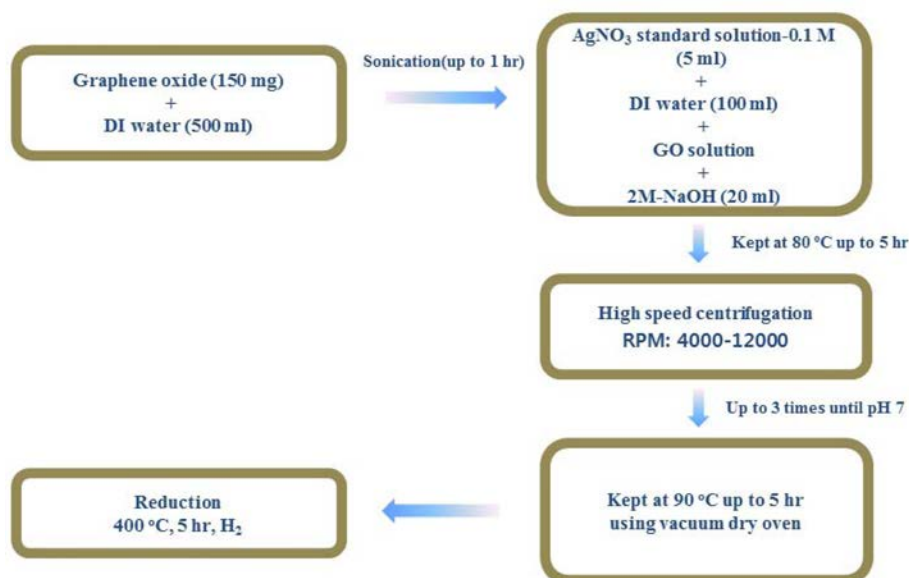 Graphene oxide (150 mg)
+
DI water (500 ml)
Sonication(up to 1 hr)
AgNO₃ standard solution-0.1 M
(5 ml)
+
DI water (100 ml)
+
GO solution
+
2M-NaOH (20 ml)
Kept at 80 °C up to 5 hr
High speed centrifugation
RPM: 4000-12000
Up to 3 times until pH 7
Kept at 90 °C up to 5 hr
using vacuum dry oven
Reduction
400 °C, 5 hr, H₂